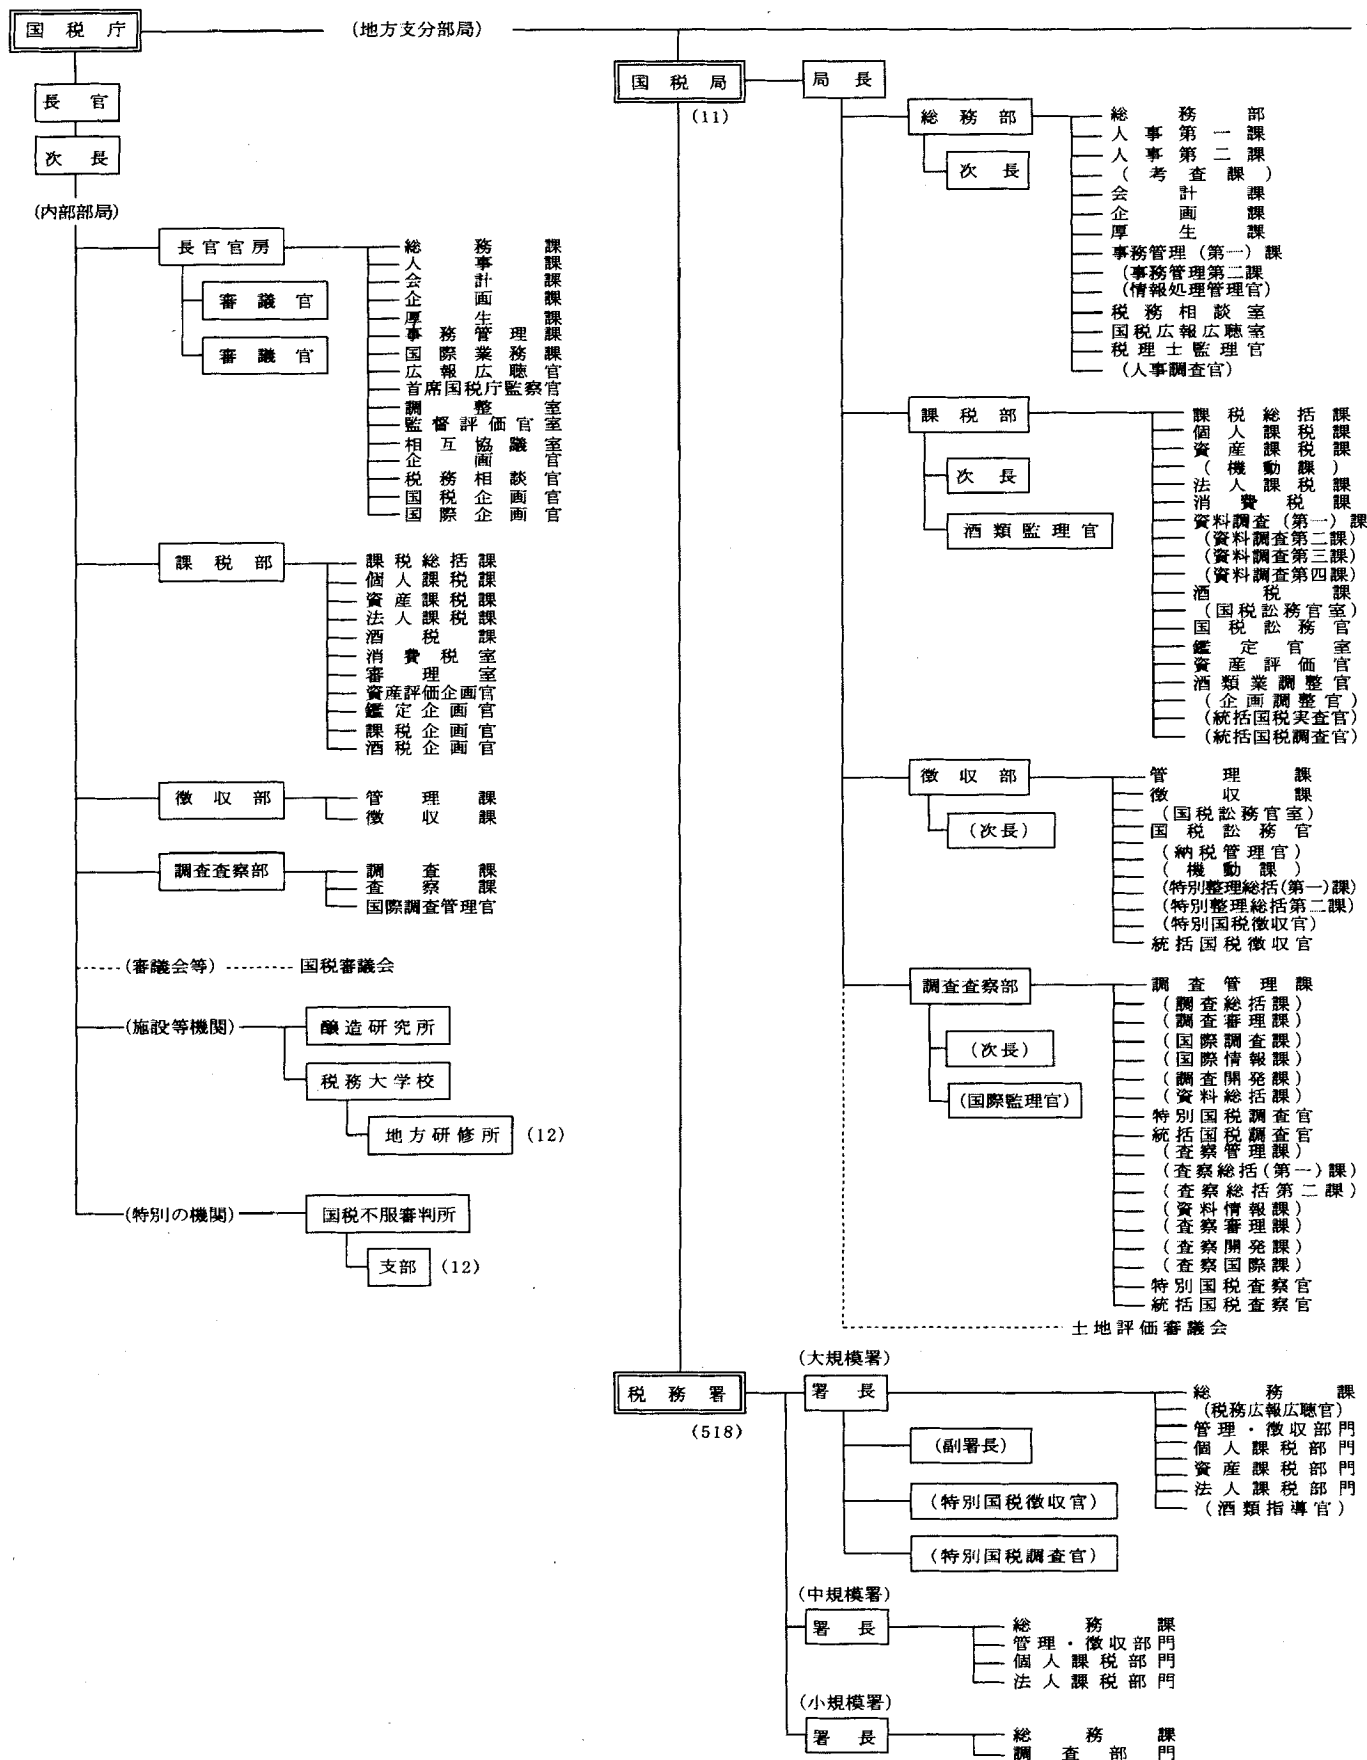 国税庁
(地方支分部局)
長官
次長
(内部部局)
長官官房
審議官
審議官
総務課
人事課
会計課
企画課
厚生課
事務管理課
国際業務課
広報広聴官
首席国税庁監察官
調整室
監督評価官室
相互協議室
企画官
税務相談官
国税企画官
国際企画官
課税部
課税総括課
個人課税課
資産課税課
法人課税課
酒税課
消費税室
審理室
資産評価企画官
鑑定企画官
課税企画官
酒税企画官
徴収部
管理課
徴収課
調査査察部
調査課
査察課
国際調査管理官
(審議会等)
国税審議会
(施設等機関)
醸造研究所
税務大学校
地方研修所 (12)
(特別の機関)
国税不服審判所
支部 (12)
国税局
(11)
局長
総務部
次長
総務部
人事第一課
人事第二課
(考査課)
会計課
企画課
厚生課
事務管理(第一)課
(事務管理第二課
(情報処理管理官)
税務相談室
国税広報広聴室
税理士監理官
(人事調査官)
課税部
次長
酒類監理官
課税総括課
個人課税課
資産課税課
(機動課)
法人課税課
消費税課
資料調査(第一)課
(資料調査第二課)
(資料調査第三課)
(資料調査第四課)
酒税課
(国税訟務官室)
国税訟務官
鑑定官室
資産評価官
酒類業調整官
(企画調整官)
(統括国税実査官)
(統括国税調査官)
徴収部
(次長)
管理課
徴収課
(国税訟務官室)
国税訟務官
(納税管理官)
(機動課)
(特別整理総括(第一)課)
(特別整理総括第二課)
(特別国税徴収官)
統括国税徴収官
調査査察部
(次長)
(国際監理官)
調査管理課
(調査総括課)
(調査審理課)
(国際調査課)
(国際情報課)
(調査開発課)
(資料総括課)
特別国税調査官
統括国税調査官
(査察管理課)
(査察総括(第一)課)
(査察総括第二課)
(資料情報課)
(査察審理課)
(査察開発課)
(査察国際課)
特別国税査察官
統括国税査察官
土地評価審議会
税務署
(518)
(大規模署)
署長
(副署長)
(特別国税徴収官)
(特別国税調査官)
総務課
(税務広報広聴官)
管理・徴収部門
個人課税部門
資産課税部門
法人課税部門
(酒類指導官)
(中規模署)
署長
総務課
管理・徴収部門
個人課税部門
法人課税部門
(小規模署)
署長
総務課
調査部門